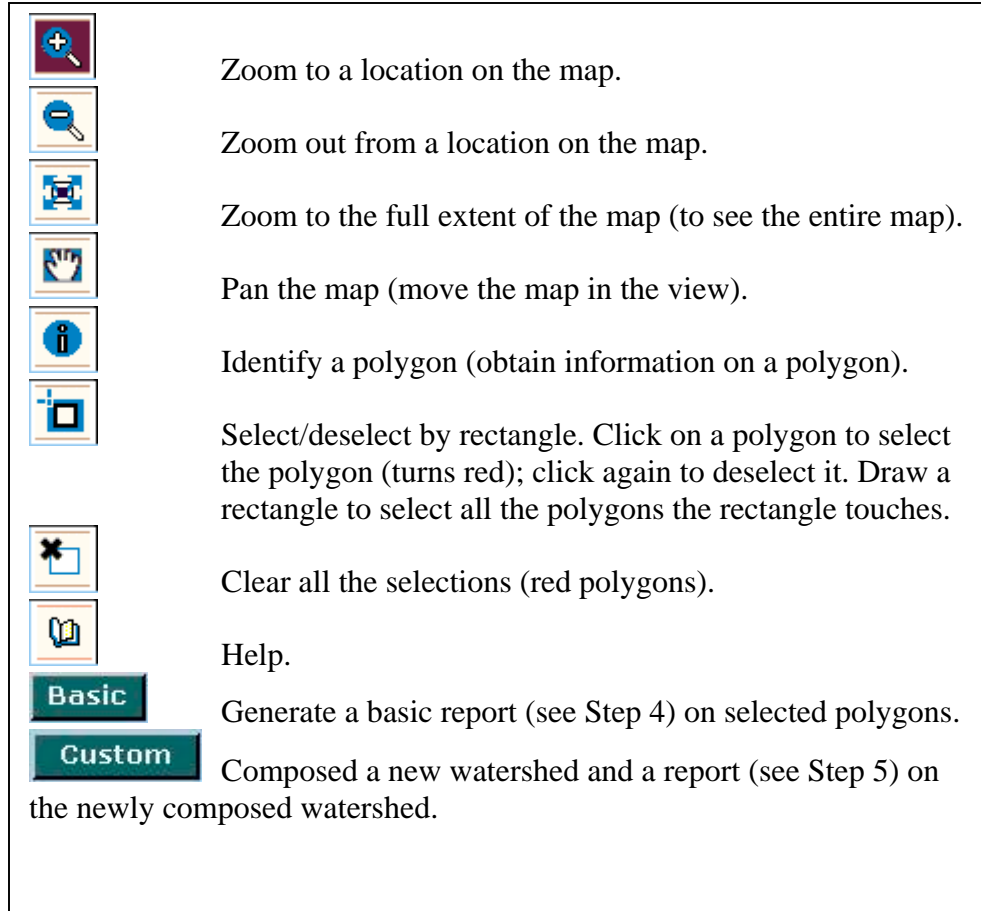 Zoom to a location on the map.
Zoom out from a location on the map.
Zoom to the full extent of the map (to see the entire map).
Pan the map (move the map in the view).
Identify a polygon (obtain information on a polygon).
Select/deselect by rectangle. Click on a polygon to select
the polygon (turns red); click again to deselect it. Draw a
rectangle to select all the polygons the rectangle touches.
Clear all the selections (red polygons).
Help.
Basic Generate a basic report (see Step 4) on selected polygons.
Custom Composed a new watershed and a report (see Step 5) on
the newly composed watershed.